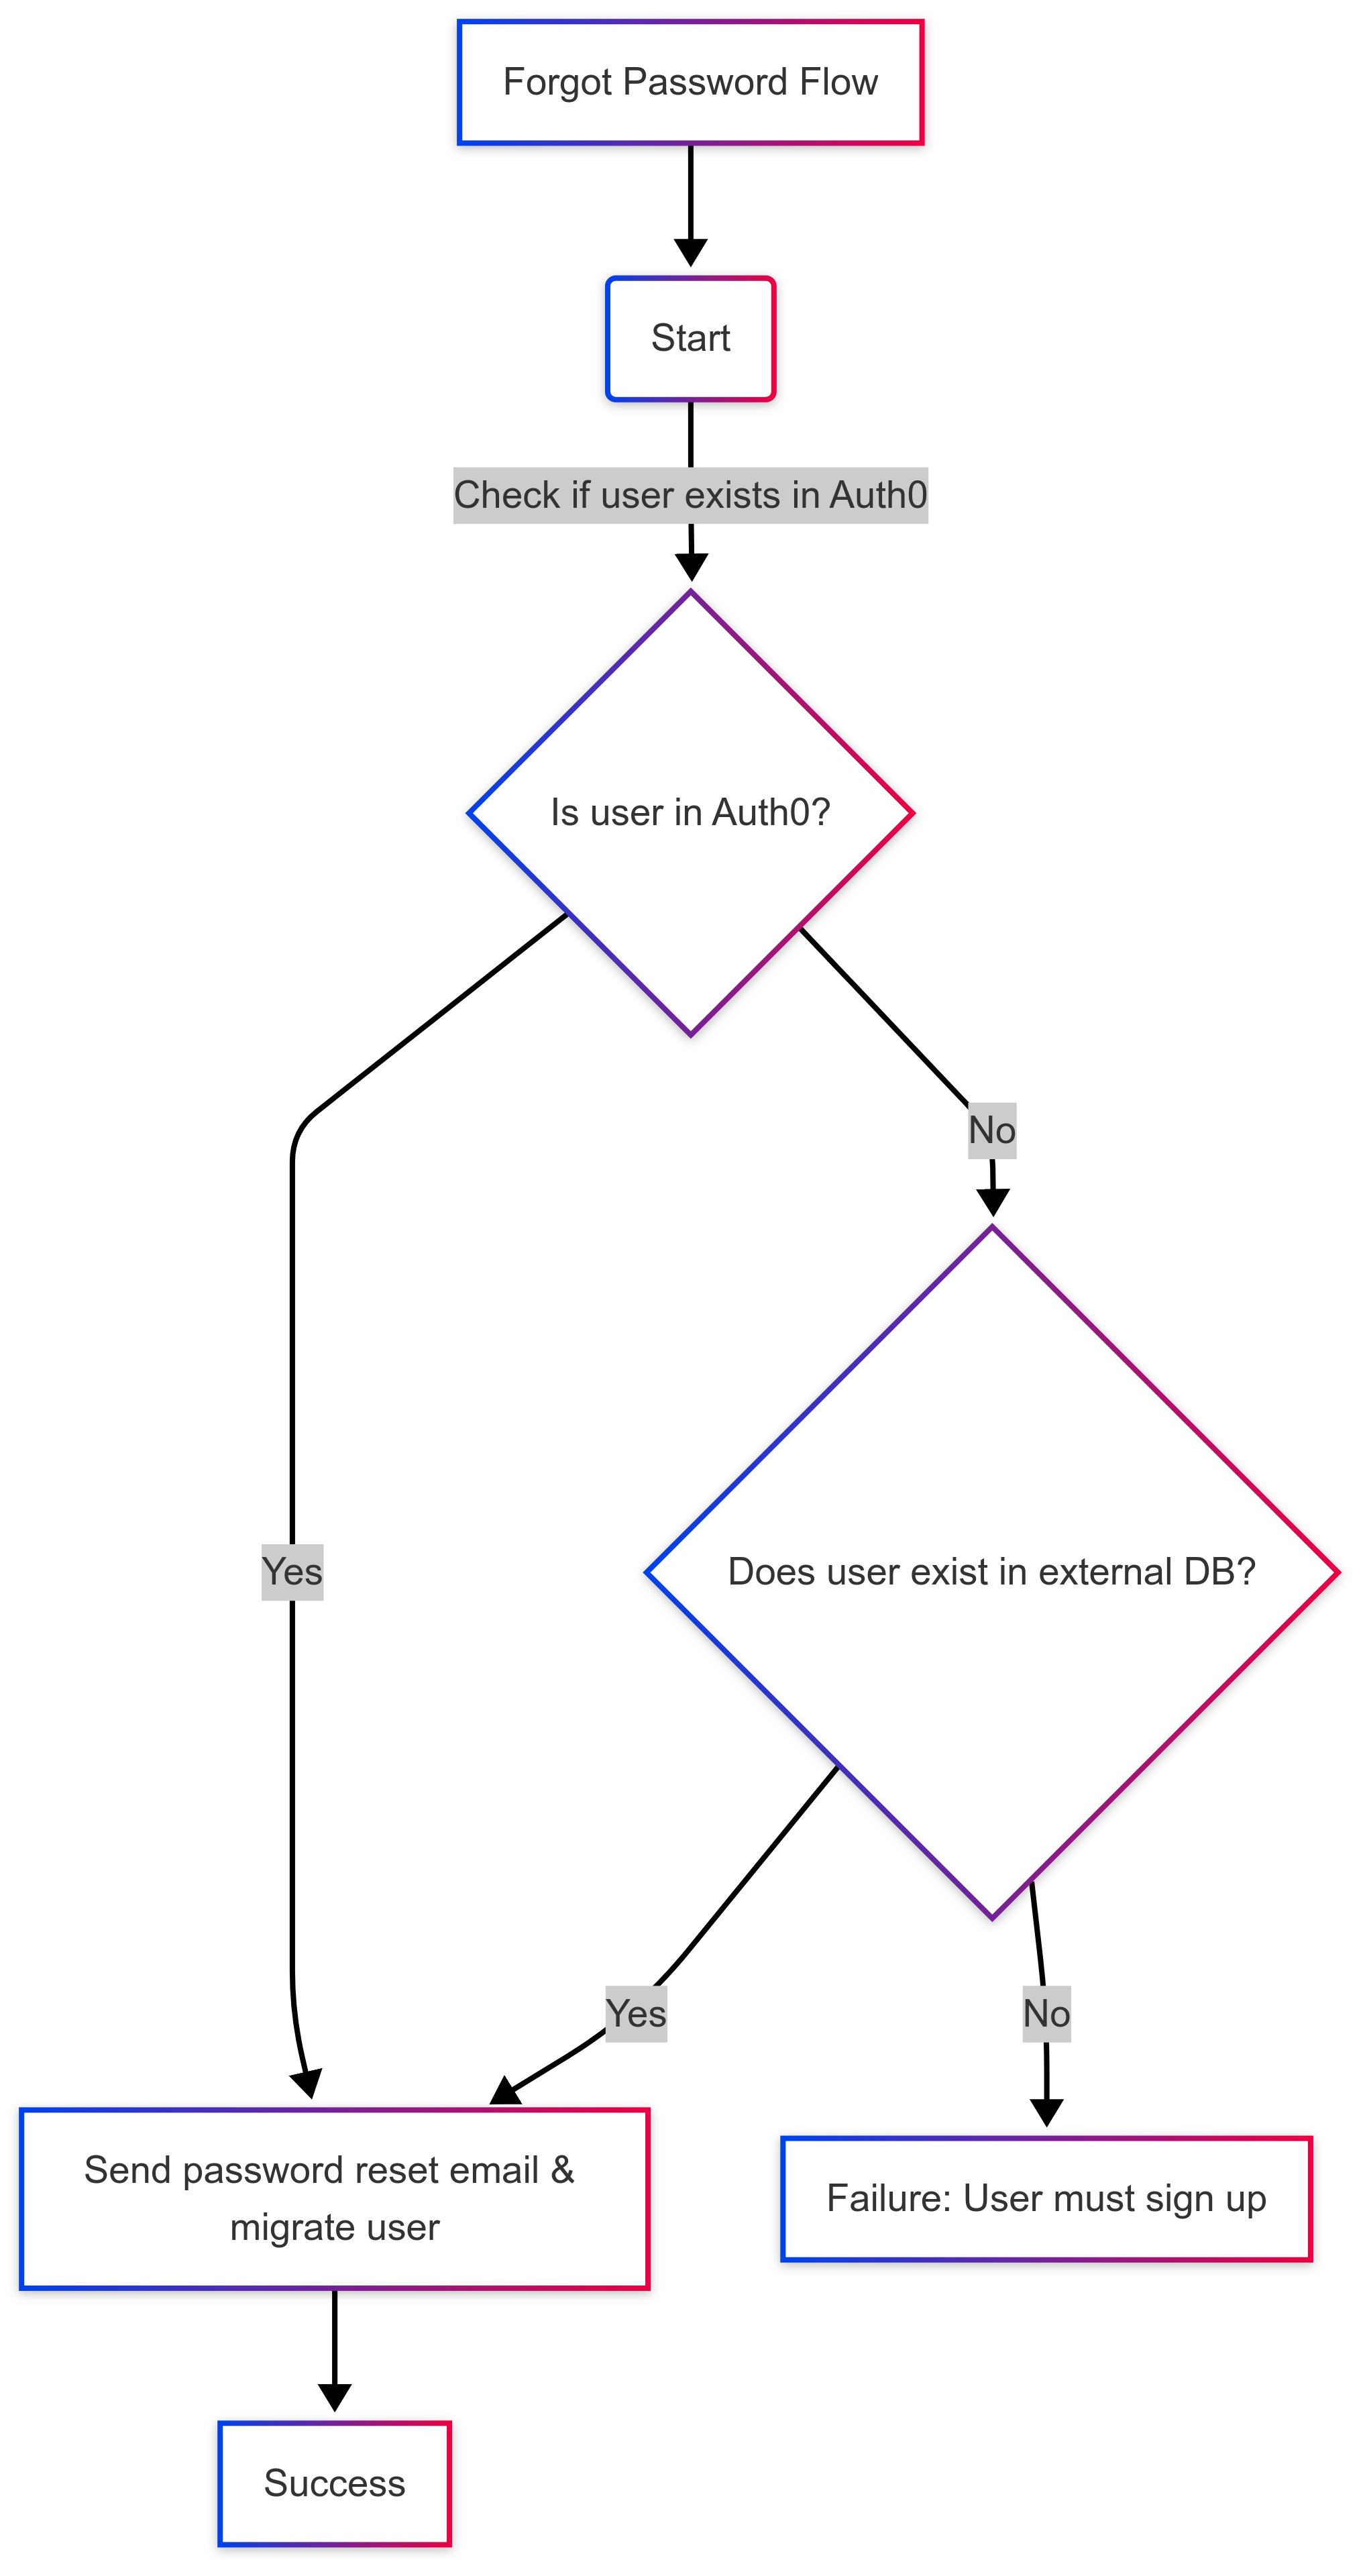 Forgot Password Flow
Start
Check if user exists in Auth0
Is user in Auth0?
No
Yes
Does user exist in external DB?
Yes
No
Send password reset email &
migrate user
Failure: User must sign up
Success